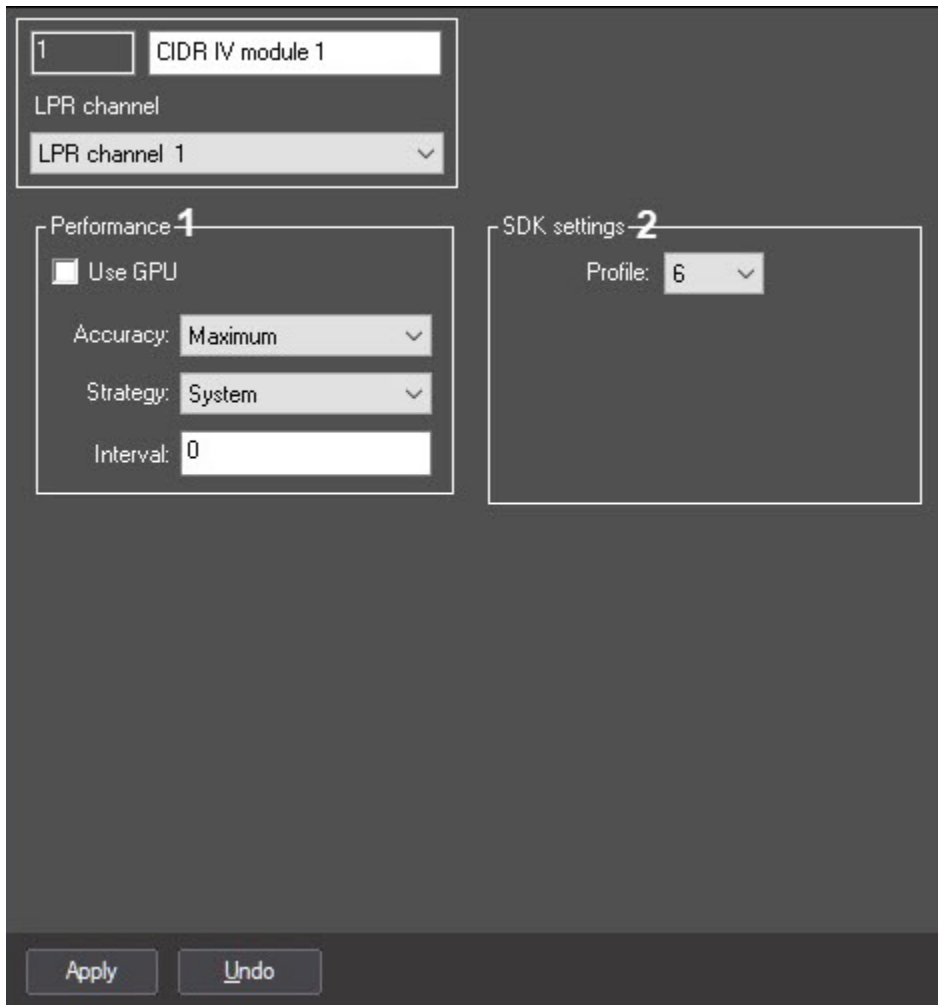 1 CIDR IV module 1
LPR channel
LPR channel 1
Performance 1
Use GPU
Accuracy: Maximum
Strategy: System
Interval: 0
SDK settings 2
Profile: 6
Apply Undo